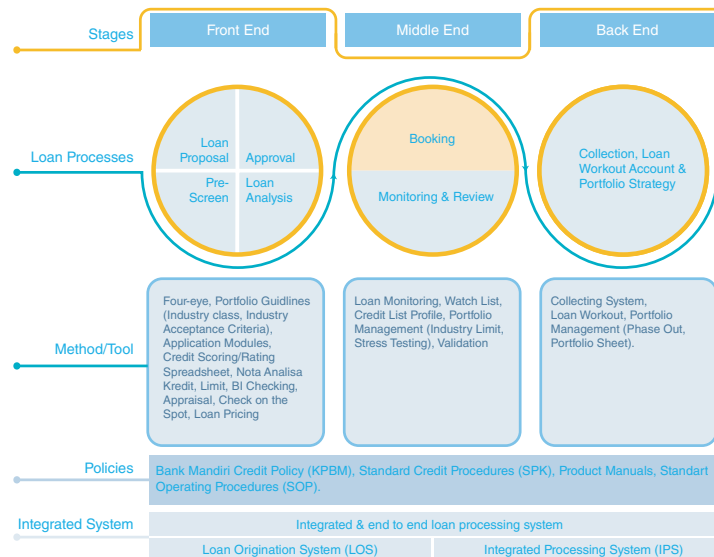 Stages
Front End
Middle End
Back End
Loan Processes
Loan
Proposal
Approval
Pre-
Screen
Loan
Analysis
Booking
Monitoring & Review
Collection, Loan
Workout Account &
Portfolio Strategy
Method/Tool
Four-eye, Portfolio Guidlines
(Industry class, Industry
Acceptance Criteria),
Application Modules,
Credit Scoring/Rating
Spreadsheet, Nota Analisa
Kredit, Limit, BI Checking,
Appraisal, Check on the
Spot, Loan Pricing
Loan Monitoring, Watch List,
Credit List Profile, Portfolio
Management (Industry Limit,
Stress Testing), Validation
Collecting System,
Loan Workout, Portfolio
Management (Phase Out,
Portfolio Sheet).
Policies
Bank Mandiri Credit Policy (KPBM), Standard Credit Procedures (SPK), Product Manuals, Standart
Operating Procedures (SOP).
Integrated System
Integrated & end to end loan processing system
Loan Origination System (LOS)
Integrated Processing System (IPS)